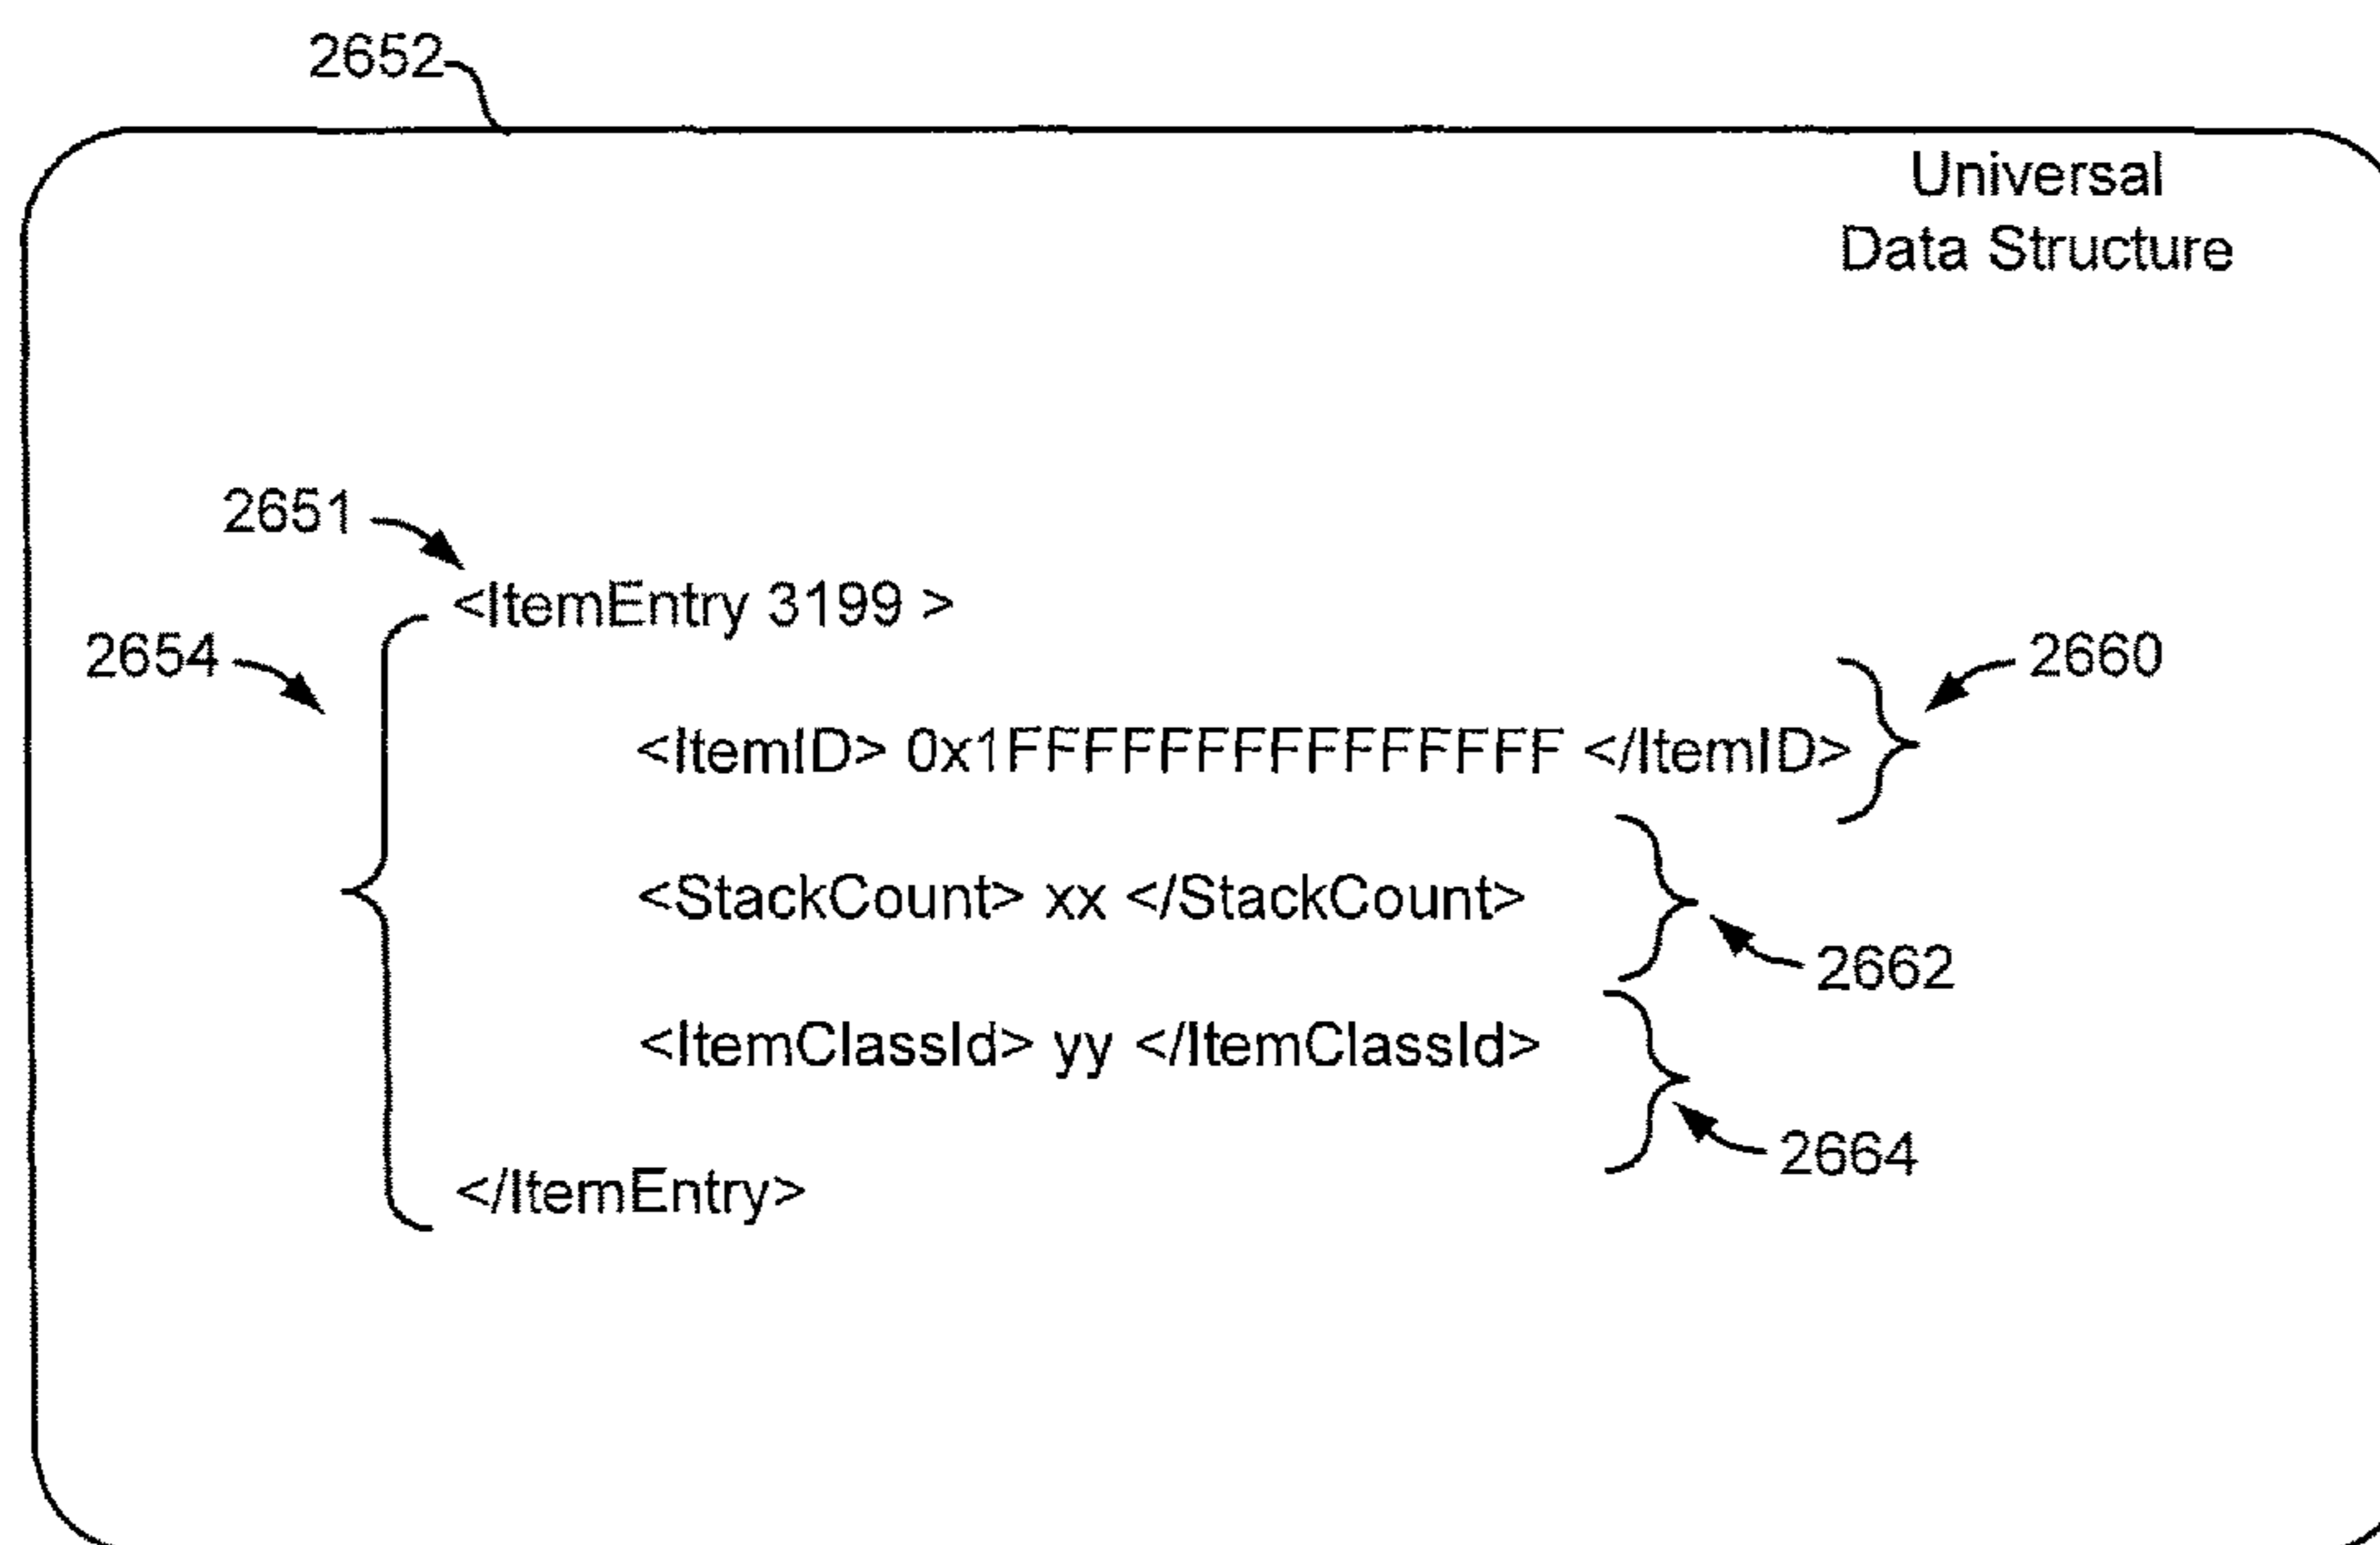 2652
Universal
Data Structure
2651
<ItemEntry 3199 >
2654
2660
<ItemID> 0x1FFFFFFFFFFFFFFF </ItemID>
<StackCount> xx </StackCount>
2662
<ItemClassId> yy </ItemClassId>
2664
</ItemEntry>